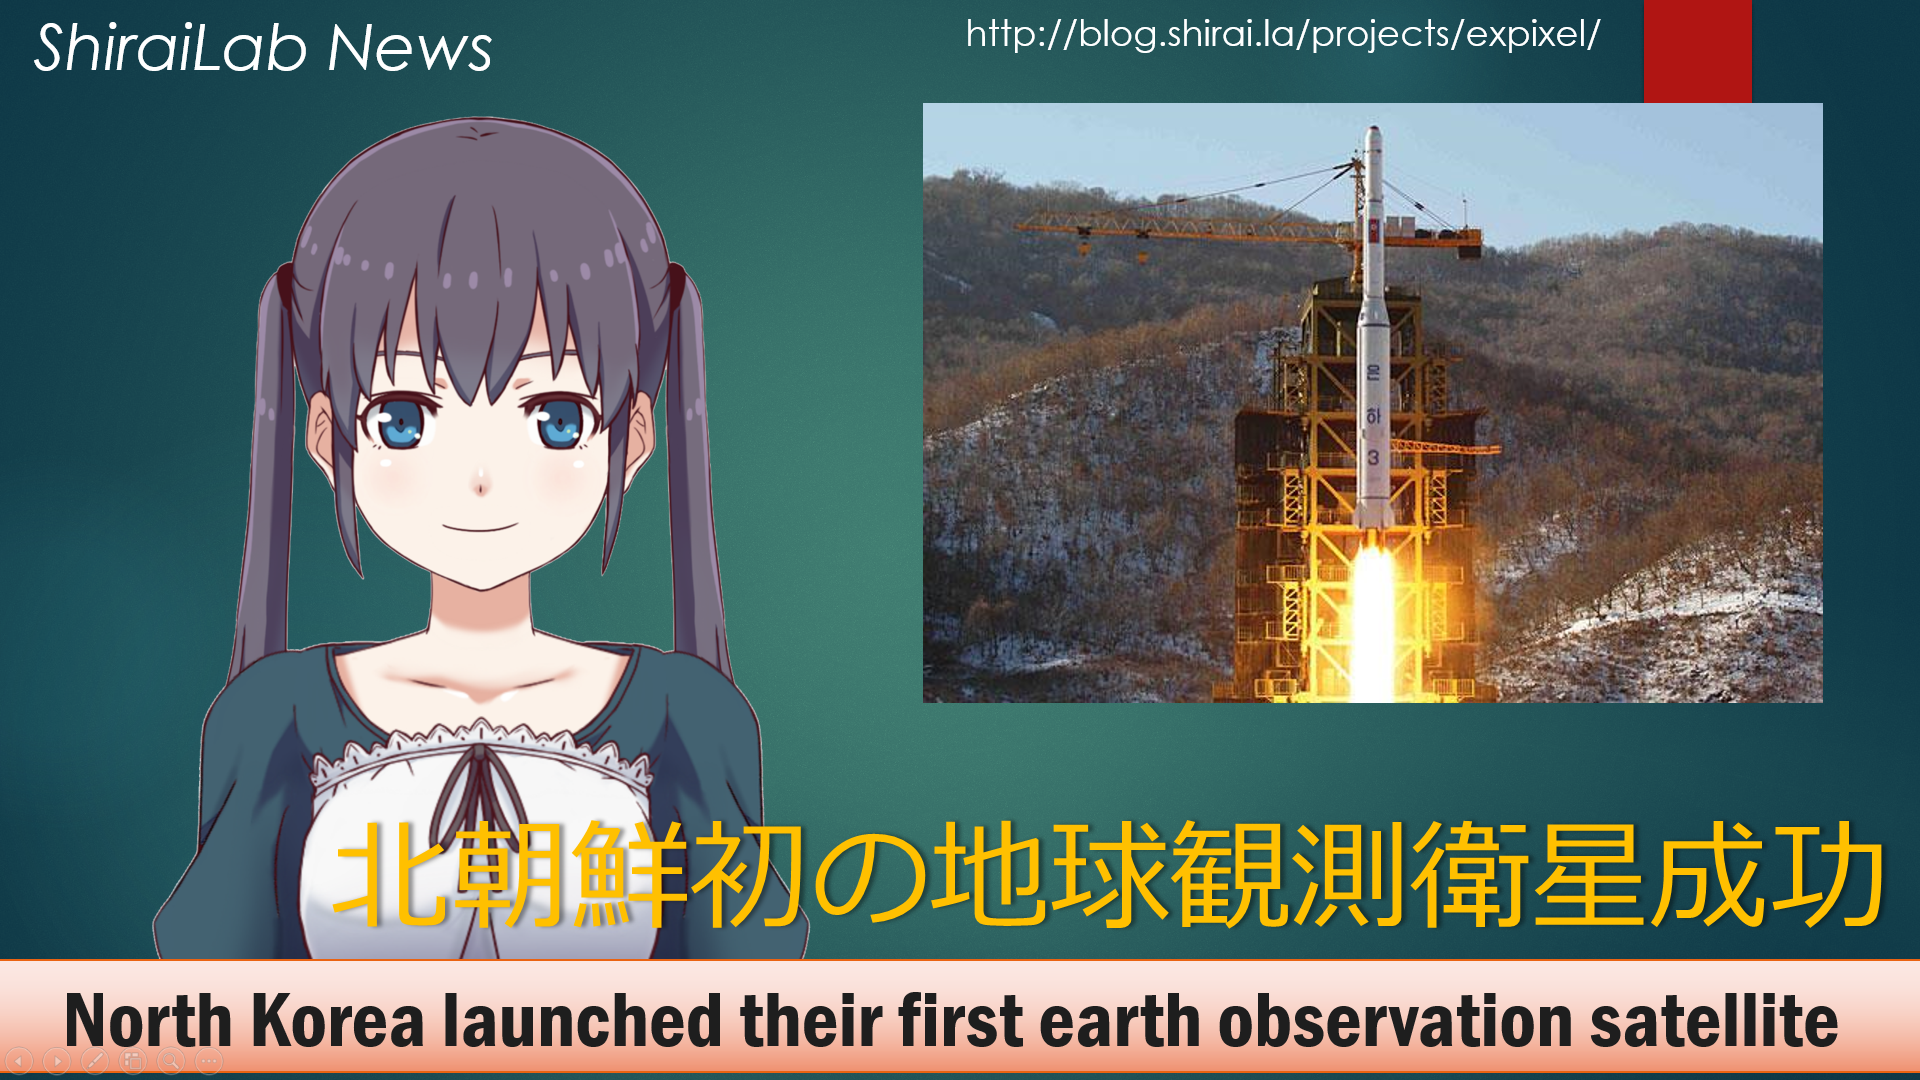 ShiraiLab News
http://blog.shirai.la/projects/expixel/
은
하
3
北朝鮮初の地球観測衛星成功
North Korea launched their first earth observation satellite